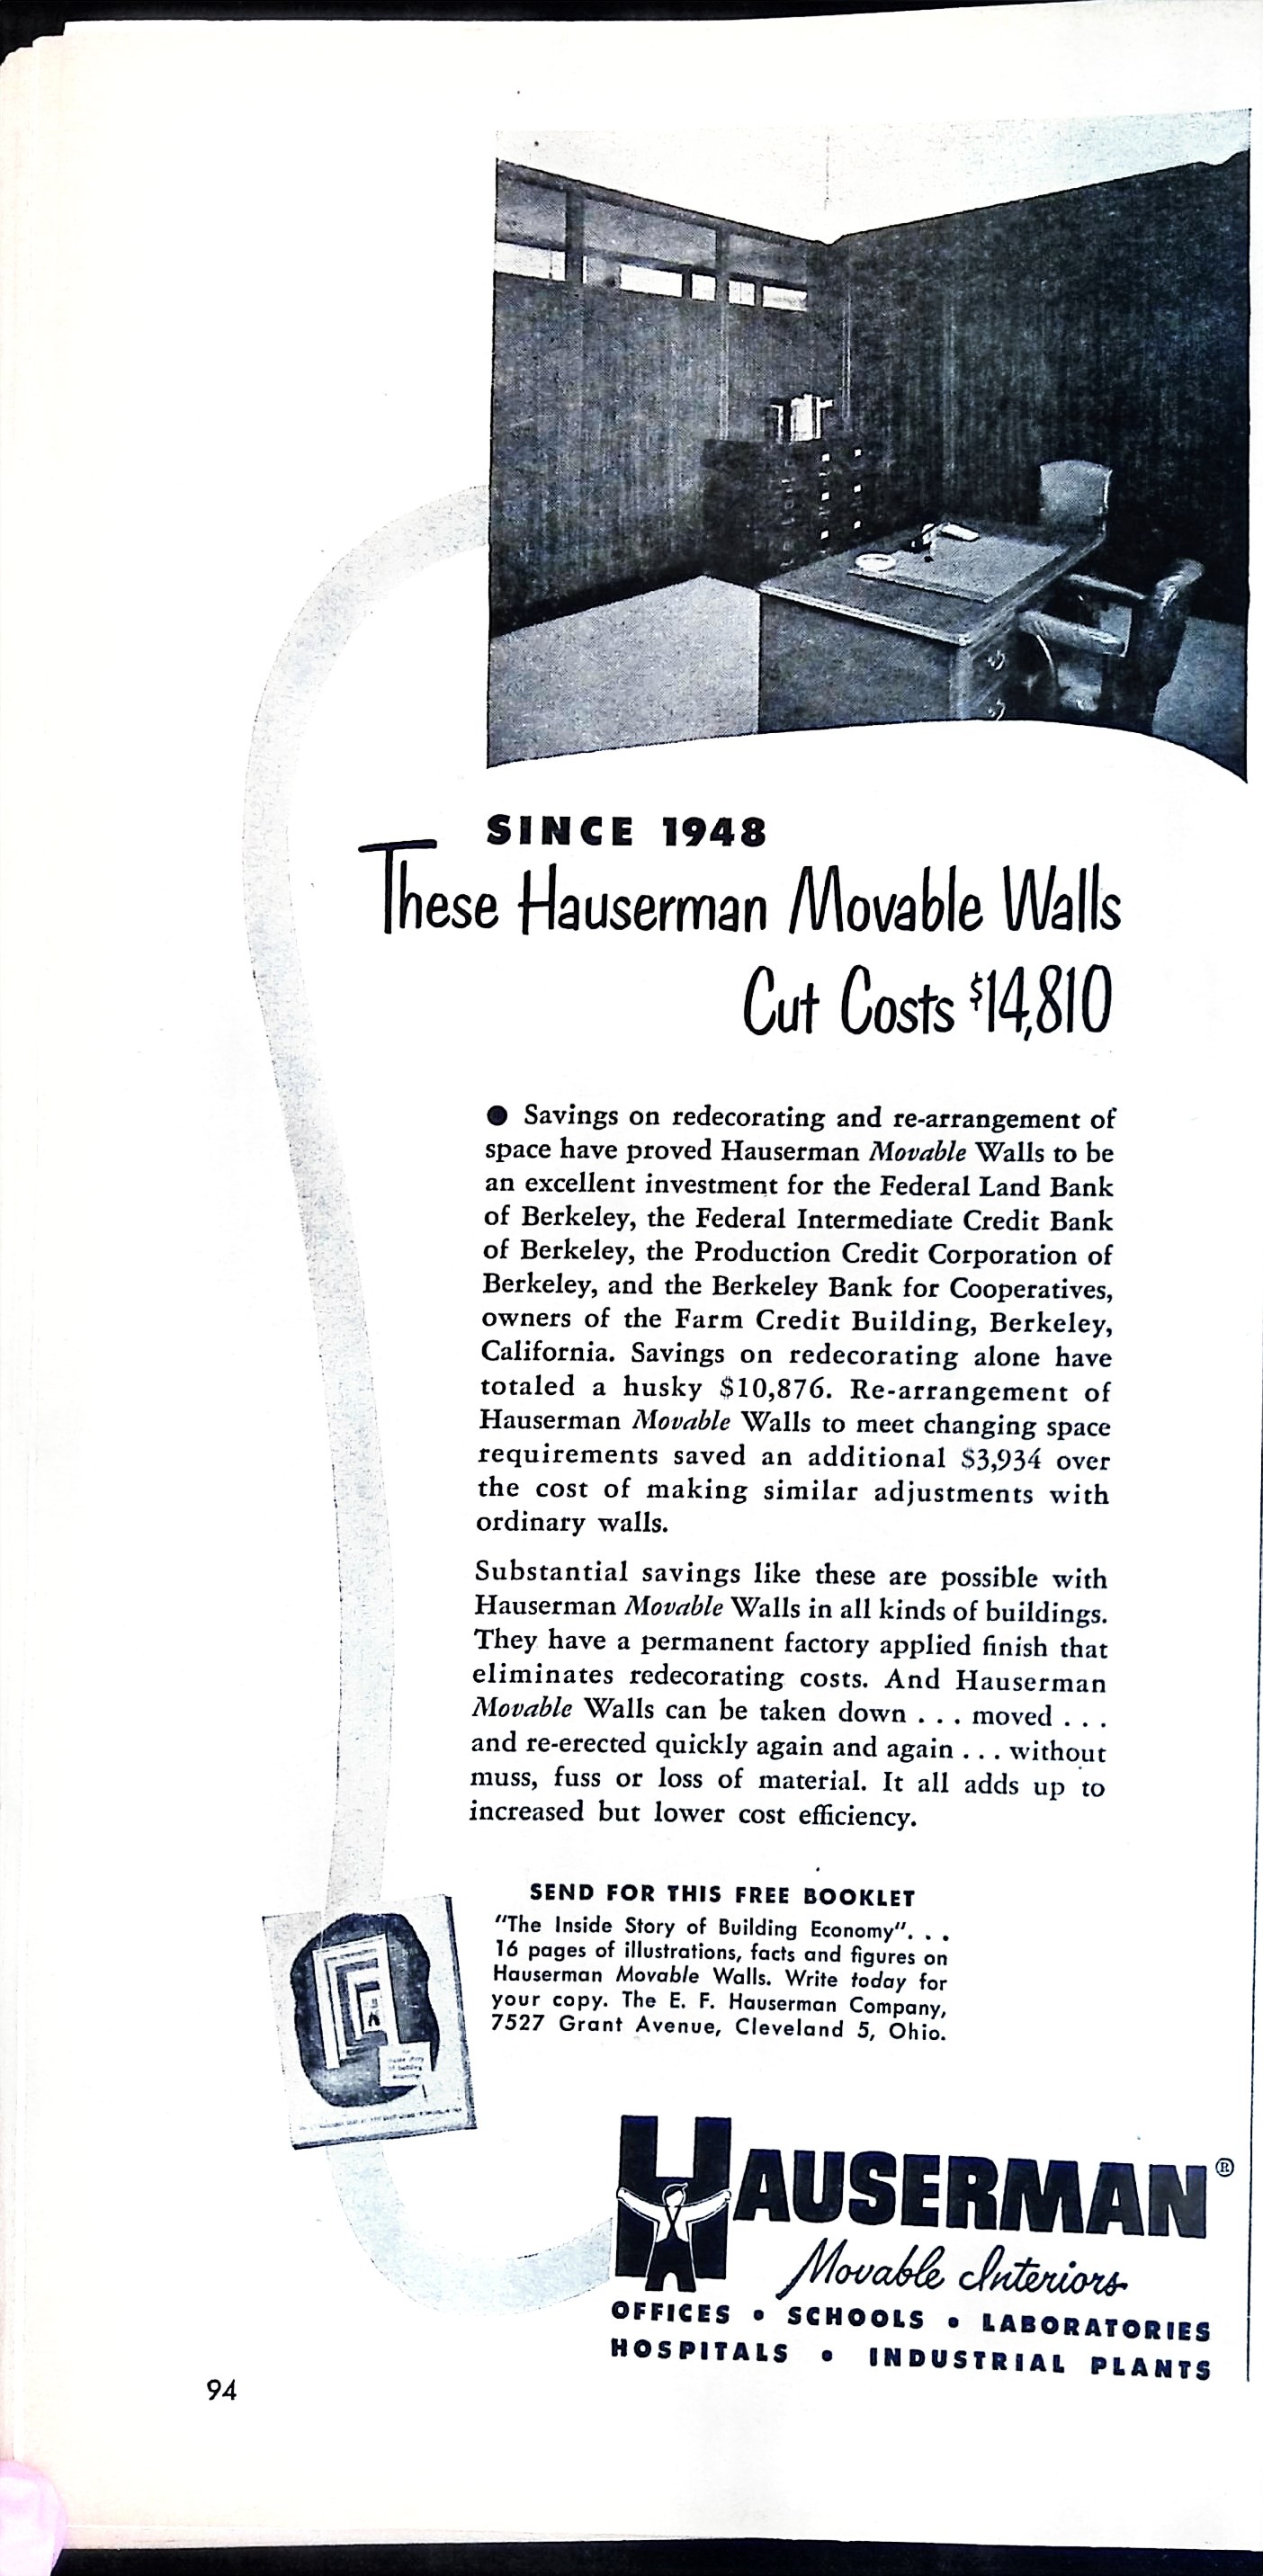 SINCE 1948
These Hauserman Movable Walls
Cut Costs $14,810
● Savings on redecorating and re-arrangement of
space have proved Hauserman Movable Walls to be
an excellent investment for the Federal Land Bank
of Berkeley, the Federal Intermediate Credit Bank
of Berkeley, the Production Credit Corporation of
Berkeley, and the Berkeley Bank for Cooperatives,
owners of the Farm Credit Building, Berkeley,
California. Savings on redecorating alone have
totaled a husky $10,876. Re-arrangement of
Hauserman Movable Walls to meet changing space
requirements saved an additional $3,934 over
the cost of making similar adjustments with
ordinary walls.
Substantial savings like these are possible with
Hauserman Movable Walls in all kinds of buildings.
They have a permanent factory applied finish that
eliminates redecorating costs. And Hauserman
Movable Walls can be taken down . . . moved . . .
and re-erected quickly again and again . . . without
muss, fuss or loss of material. It all adds up to
increased but lower cost efficiency.
SEND FOR THIS FREE BOOKLET
"The Inside Story of Building Economy". . .
16 pages of illustrations, facts and figures on
Hauserman Movable Walls. Write today for
your copy. The E. F. Hauserman Company,
7527 Grant Avenue, Cleveland 5, Ohio.
HAUSERMAN®
Movable Interiors
OFFICES • SCHOOLS • LABORATORIES
HOSPITALS • INDUSTRIAL PLANTS
94